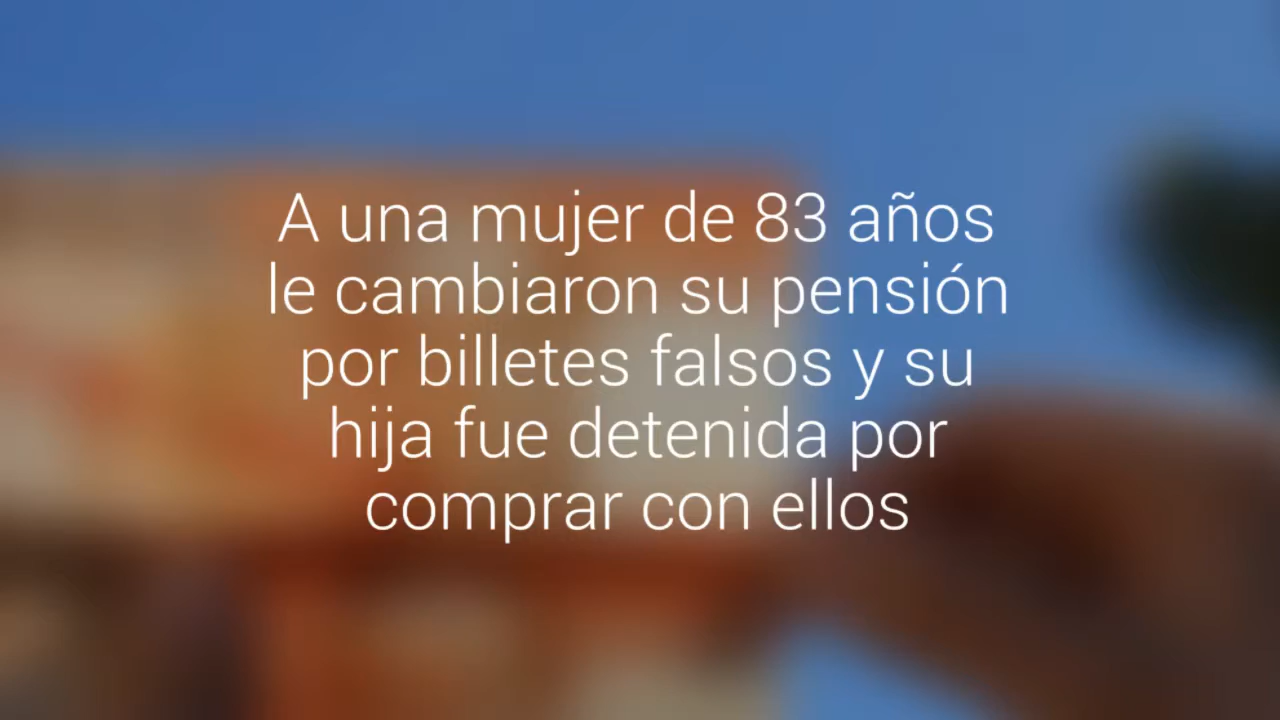 A una mujer de 83 años
le cambiaron su pensión
por billetes falsos y su
hija fue detenida por
comprar con ellos